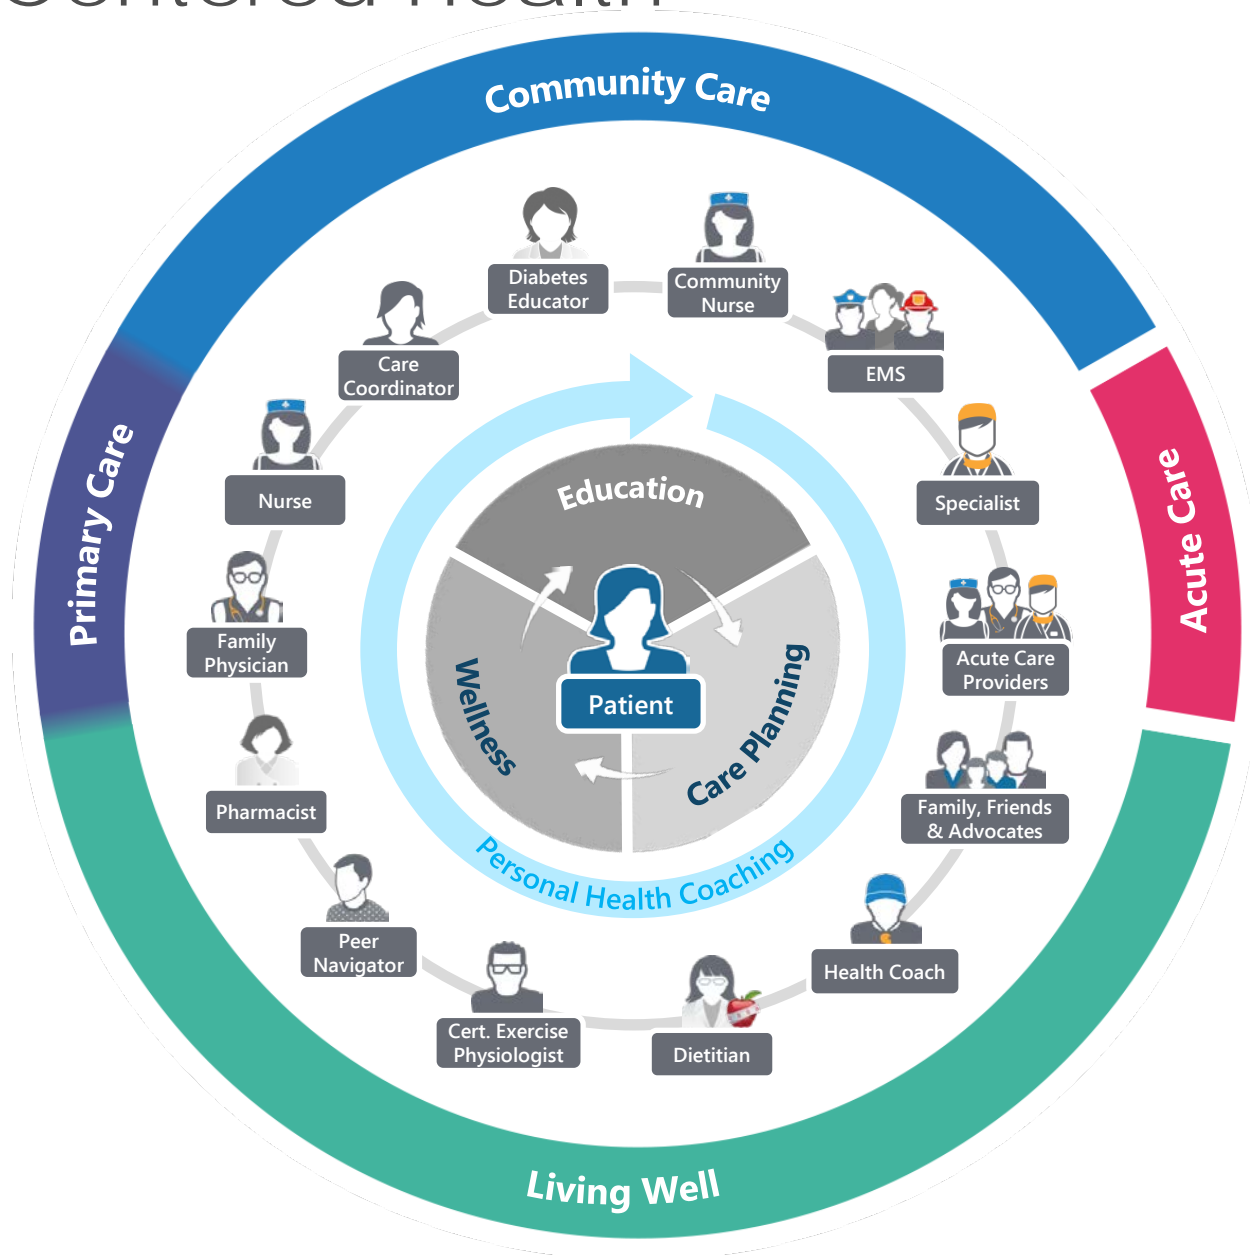 Centered Health
Community Care
Diabetes
Educator
Community
Nurse
Care
Coordinator
EMS
Nurse
Specialist
Primary Care
Acute Care
Education
Family
Physician
Acute Care
Providers
Wellness
Patient
Care Planning
Pharmacist
Family, Friends
& Advocates
Personal Health Coaching
Peer
Navigator
Health Coach
Cert. Exercise
Physiologist
Dietitian
Living Well